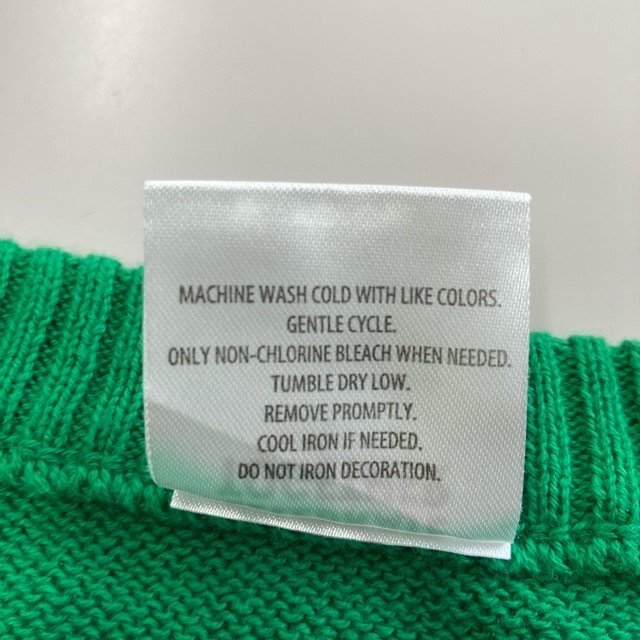 MACHINE WASH COLD WITH LIKE COLORS.
GENTLE CYCLE.
ONLY NON-CHLORINE BLEACH WHEN NEEDED.
TUMBLE DRY LOW.
REMOVE PROMPTLY.
COOL IRON IF NEEDED.
DO NOT IRON DECORATION.